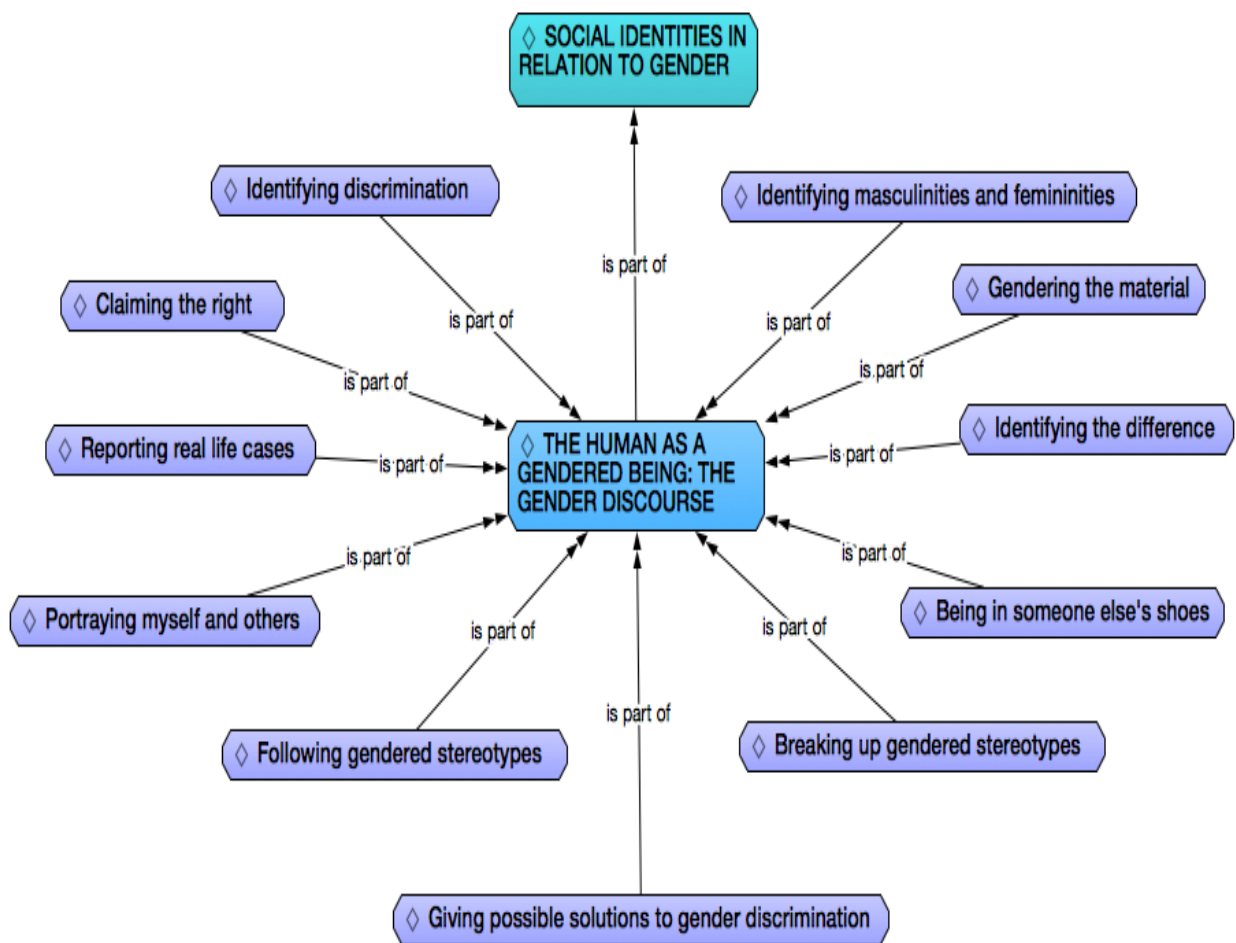 ◇ SOCIAL IDENTITIES IN
RELATION TO GENDER
◇ Identifying discrimination
◇ Identifying masculinities and femininities
is part of
◇ Gendering the material
◇ Claiming the right
is part of
is part of
is part of
is part of
◇ Identifying the difference
◇ Reporting real life cases
is part of
◇ THE HUMAN AS A
GENDERED BEING: THE
GENDER DISCOURSE
is part of
is part of
is part of
◇ Portraying myself and others
◇ Being in someone else's shoes
is part of
is part of
is part of
◇ Following gendered stereotypes
◇ Breaking up gendered stereotypes
◇ Giving possible solutions to gender discrimination